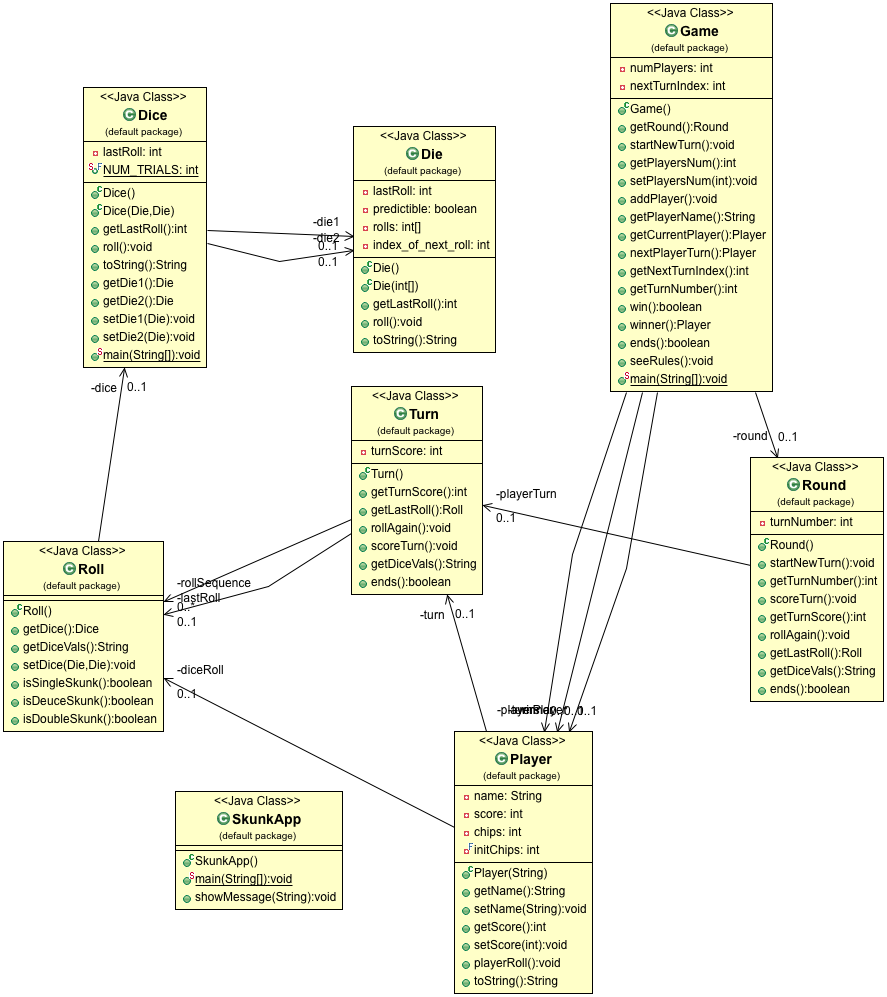 <<Java Class>>
Game
(default package)
numPlayers: int
nextTurnIndex: int
Game()
getRound():Round
startNewTurn():void
getPlayersNum():int
setPlayersNum(int):void
addPlayer():void
getPlayerName():String
getCurrentPlayer():Player
nextPlayerTurn():Player
getNextTurnIndex():int
getTurnNumber():int
win():boolean
winner():Player
ends():boolean
seeRules():void
main(String[]):void
<<Java Class>>
Dice
(default package)
lastRoll: int
NUM_TRIALS: int
Dice()
Dice(Die,Die)
getLastRoll():int
roll():void
toString():String
getDie1():Die
getDie2():Die
setDie1(Die):void
setDie2(Die):void
main(String[]):void
<<Java Class>>
Die
(default package)
lastRoll: int
predictible: boolean
rolls: int[]
index_of_next_roll: int
Die()
Die(int[])
getLastRoll():int
roll():void
toString():String
-die1
-die2
0..1
0..1
-dice 0..1
<<Java Class>>
Turn
(default package)
turnScore: int
Turn()
getTurnScore():int
getLastRoll():Roll
rollAgain():void
scoreTurn():void
getDiceVals():String
ends():boolean
-round 0..1
<<Java Class>>
Round
(default package)
turnNumber: int
Round()
startNewTurn():void
getTurnNumber():int
scoreTurn():void
getTurnScore():int
rollAgain():void
getLastRoll():Roll
getDiceVals():String
ends():boolean
-playerTurn
0..1
<<Java Class>>
Roll
(default package)
Roll()
getDice():Dice
getDiceVals():String
setDice(Die,Die):void
isSingleSkunk():boolean
isDeuceSkunk():boolean
isDoubleSkunk():boolean
-rollSequence
-lastRoll
0..*
0..1
-turn 0..1
-diceRoll
0..1
0..1
<<Java Class>>
Player
(default package)
name: String
score: int
chips: int
initChips: int
Player(String)
getName():String
setName(String):void
getScore():int
setScore(int):void
playerRoll():void
toString():String
<<Java Class>>
SkunkApp
(default package)
SkunkApp()
main(String[]):void
showMessage(String):void